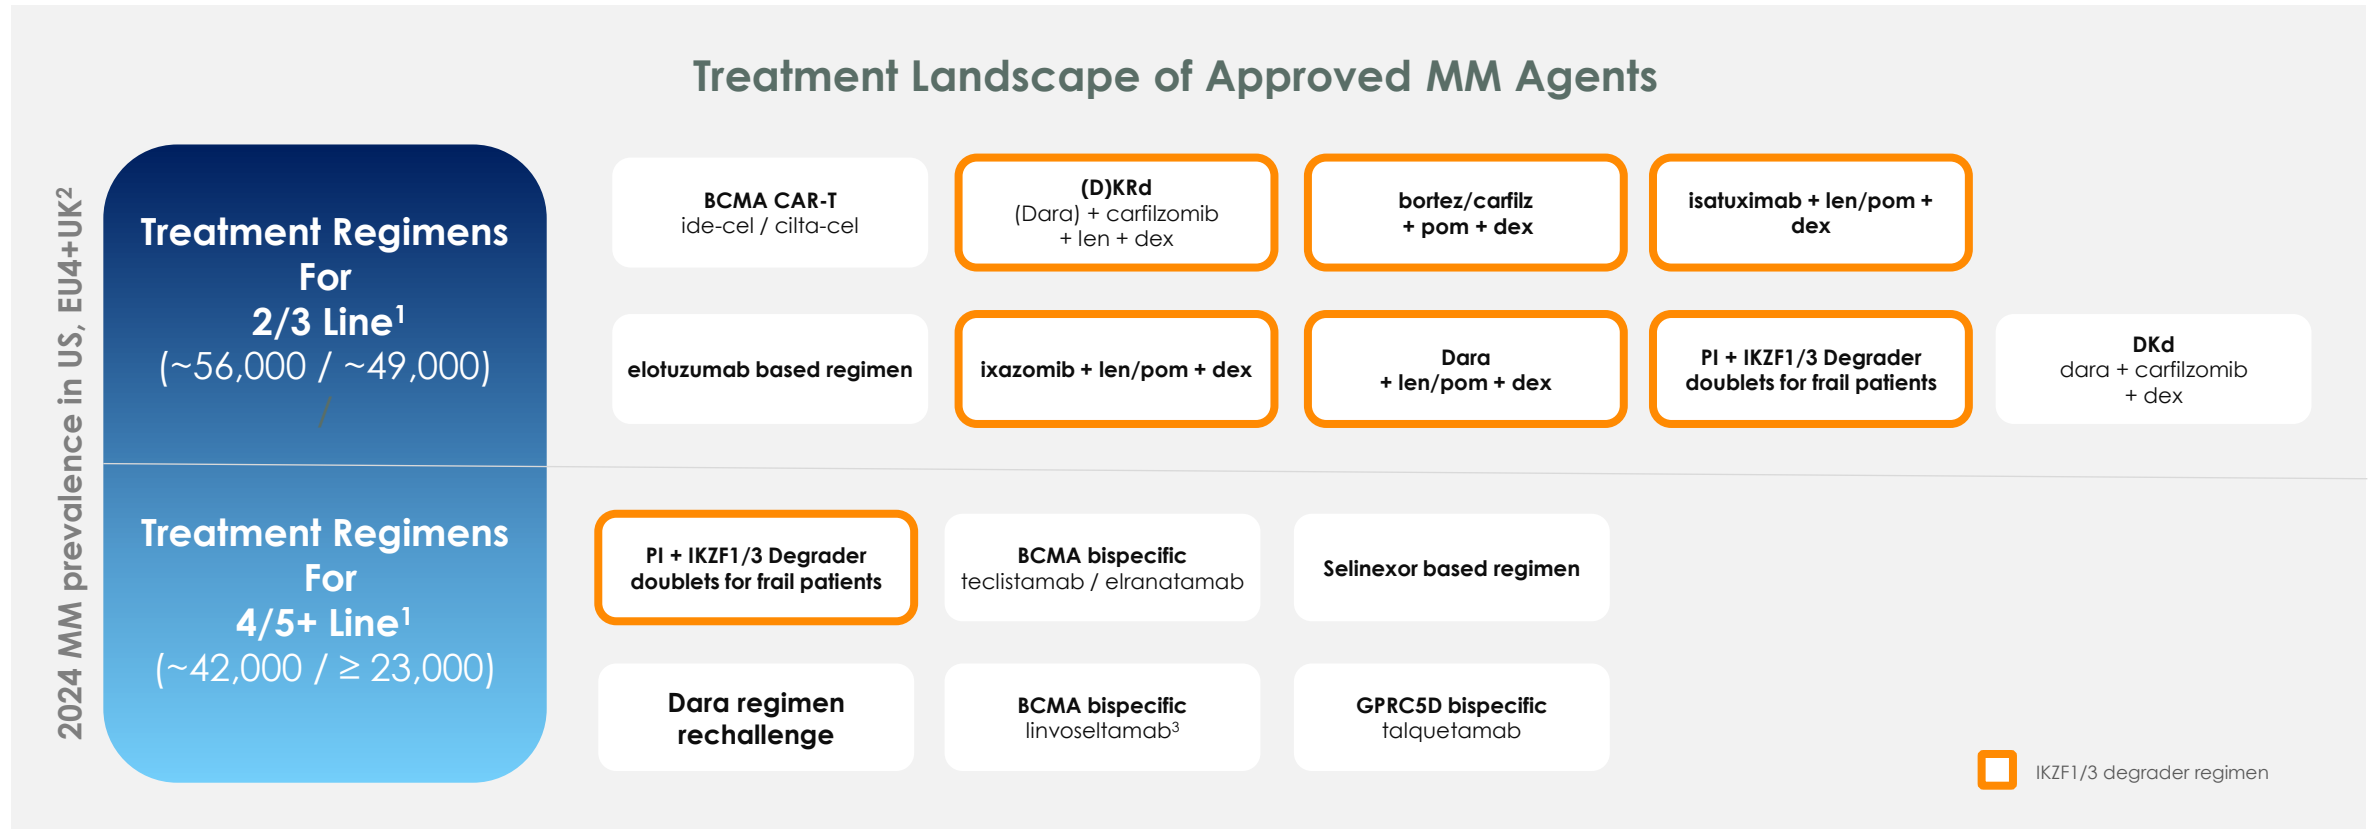 Treatment Landscape of Approved MM Agents
2024 MM prevalence in US, EU4+UK²
Treatment Regimens
For
2/3 Line¹
(~56,000 / ~49,000)
/
BCMA CAR-T
ide-cel / cilta-cel
(D)KRd
(Dara) + carfilzomib
+ len + dex
bortez/carfilz
+ pom + dex
isatuximab + len/pom +
dex
elotuzumab based regimen
ixazomib + len/pom + dex
Dara
+ len/pom + dex
PI + IKZF1/3 Degrader
doublets for frail patients
DKd
dara + carfilzomib
+ dex
Treatment Regimens
For
4/5+ Line¹
(~42,000 / ≥ 23,000)
PI + IKZF1/3 Degrader
doublets for frail patients
BCMA bispecific
teclistamab / elranatamab
Selinexor based regimen
Dara regimen
rechallenge
BCMA bispecific
linvoseltamab³
GPRC5D bispecific
talquetamab
IKZF1/3 degrader regimen